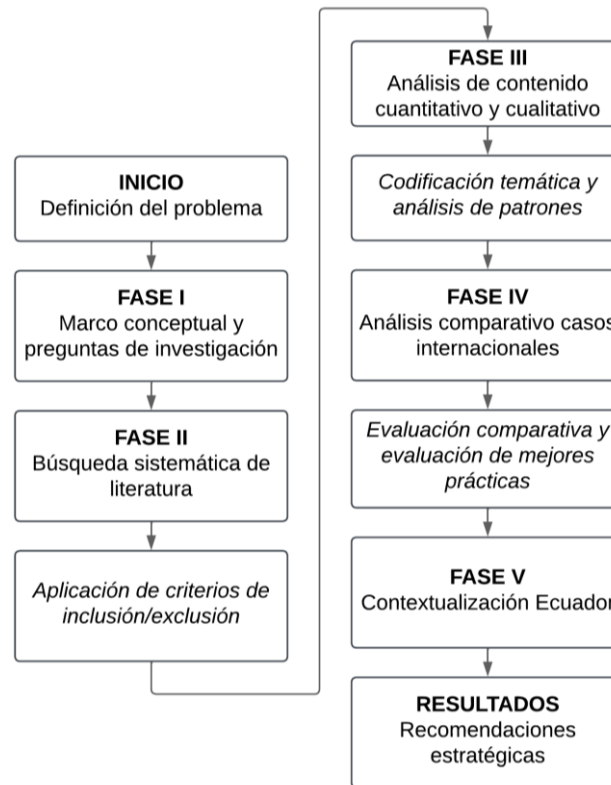 INICIO
Definición del problema
FASE I
Marco conceptual y
preguntas de investigación
FASE II
Búsqueda sistemática de
literatura
Aplicación de criterios de
inclusión/exclusión
FASE III
Análisis de contenido
cuantitativo y cualitativo
Codificación temática y
análisis de patrones
FASE IV
Análisis comparativo casos
internacionales
Evaluación comparativa y
evaluación de mejores
prácticas
FASE V
Contextualización Ecuador
RESULTADOS
Recomendaciones
estratégicas